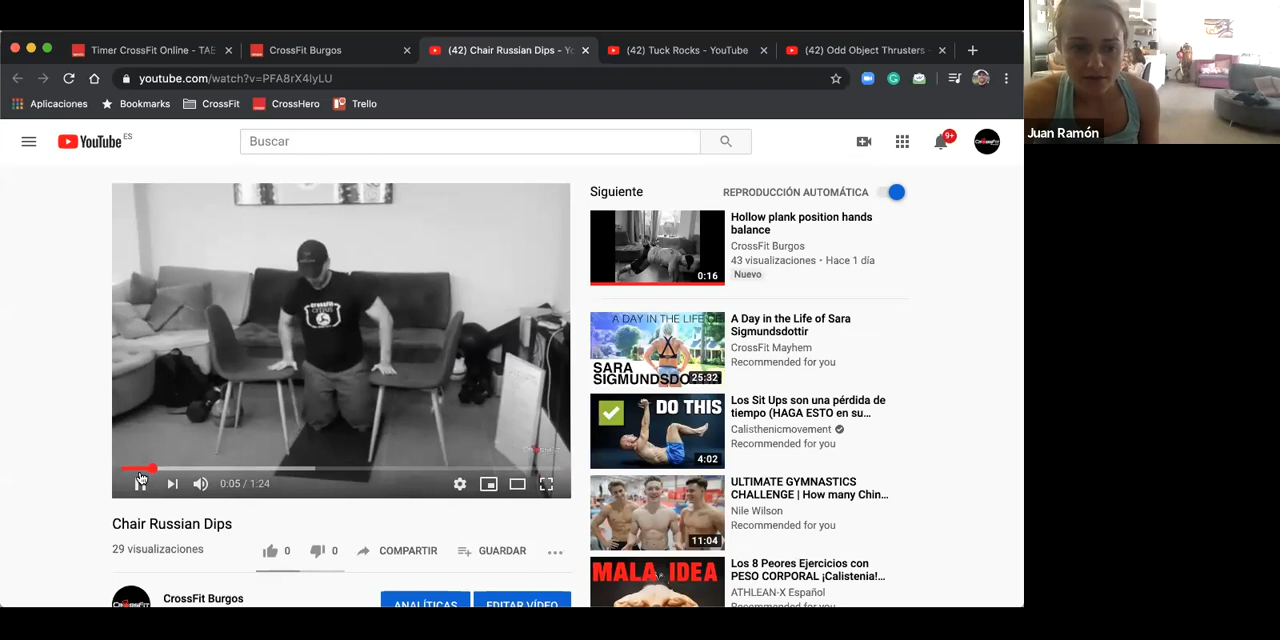 Timer CrossFit Online - TAB
CrossFit Burgos
(42) Chair Russian Dips - Yo
(42) Tuck Rocks - YouTube
(42) Odd Object Thrusters -
youtube.com/watch?v=PFA8rX4lyLU
Aplicaciones
Bookmarks
CrossFit
CrossHero
Trello
Juan Ramón
YouTube ES
Buscar
9+
Siguiente
REPRODUCCIÓN AUTOMÁTICA
Hollow plank position hands
balance
CrossFit Burgos
43 visualizaciones • Hace 1 día
Nuevo
0:16
A DAY IN THE LIFE OF
SARA
SIGMUNDSDO
25:32
A Day in the Life of Sara
Sigmundsdottir
CrossFit Mayhem
Recommended for you
DO THIS
4:02
Los Sit Ups son una pérdida de
tiempo (HAGA ESTO en su...
Calisthenicmovement
Recommended for you
11:04
ULTIMATE GYMNASTICS
CHALLENGE | How many Chin...
Nile Wilson
Recommended for you
MALA IDEA
Los 8 Peores Ejercicios con
PESO CORPORAL ¡Calistenia!...
ATHLEAN-X Español
Recommended for you
0:05 / 1:24
Chair Russian Dips
29 visualizaciones
0
0
COMPARTIR
GUARDAR
CrossFit Burgos
ANALÍTICAS
EDITAR VÍDEO